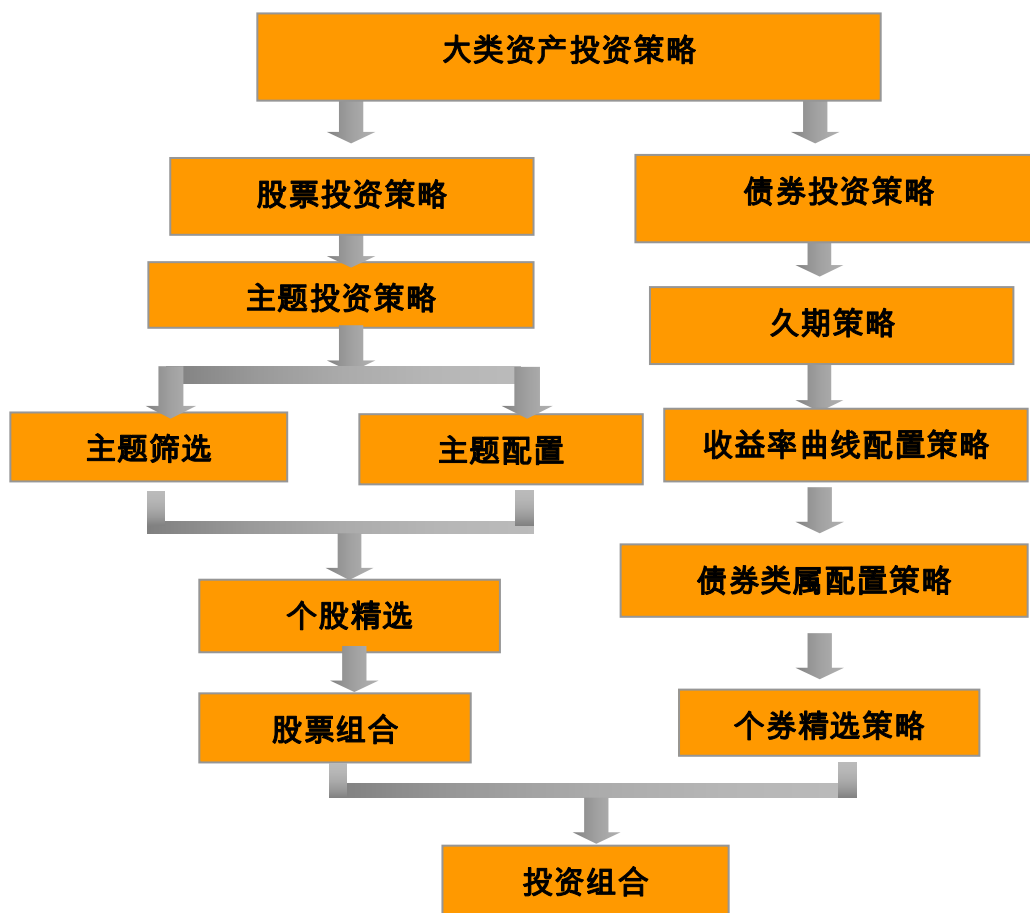 大类资产投资策略
股票投资策略
债券投资策略
主题投资策略
久期策略
主题筛选
主题配置
收益率曲线配置策略
债券类属配置策略
个股精选
股票组合
个券精选策略
投资组合